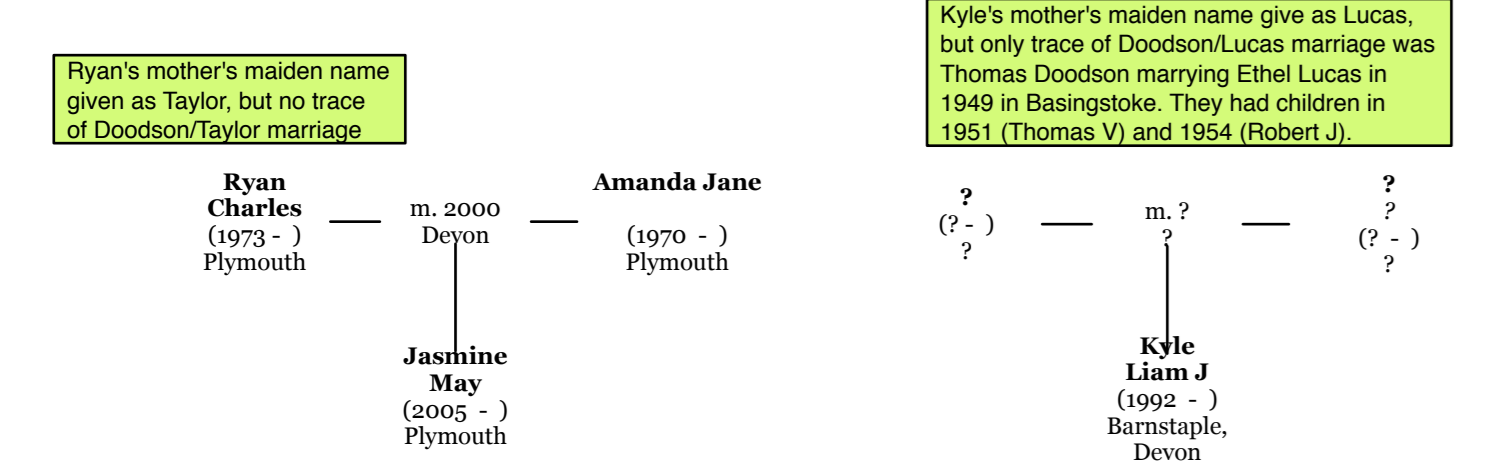 Ryan's mother's maiden name
given as Taylor, but no trace
of Doodson/Taylor marriage
Ryan
Charles
(1973 - )
Plymouth
m. 2000
Devon
Amanda Jane
(1970 - )
Plymouth
Jasmine
May
(2005 - )
Plymouth
Kyle's mother's maiden name give as Lucas,
but only trace of Doodson/Lucas marriage was
Thomas Doodson marrying Ethel Lucas in
1949 in Basingstoke. They had children in
1951 (Thomas V) and 1954 (Robert J).
?
(? - )
?
m. ?
?
?
?
(? - )
?
Kyle
Liam J
(1992 - )
Barnstaple,
Devon